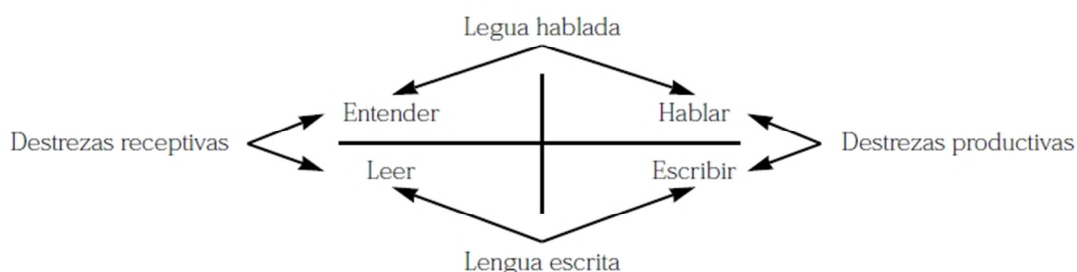 Legua hablada
Entender
Hablar
Destrezas receptivas
Destrezas productivas
Leer
Escribir
Lengua escrita